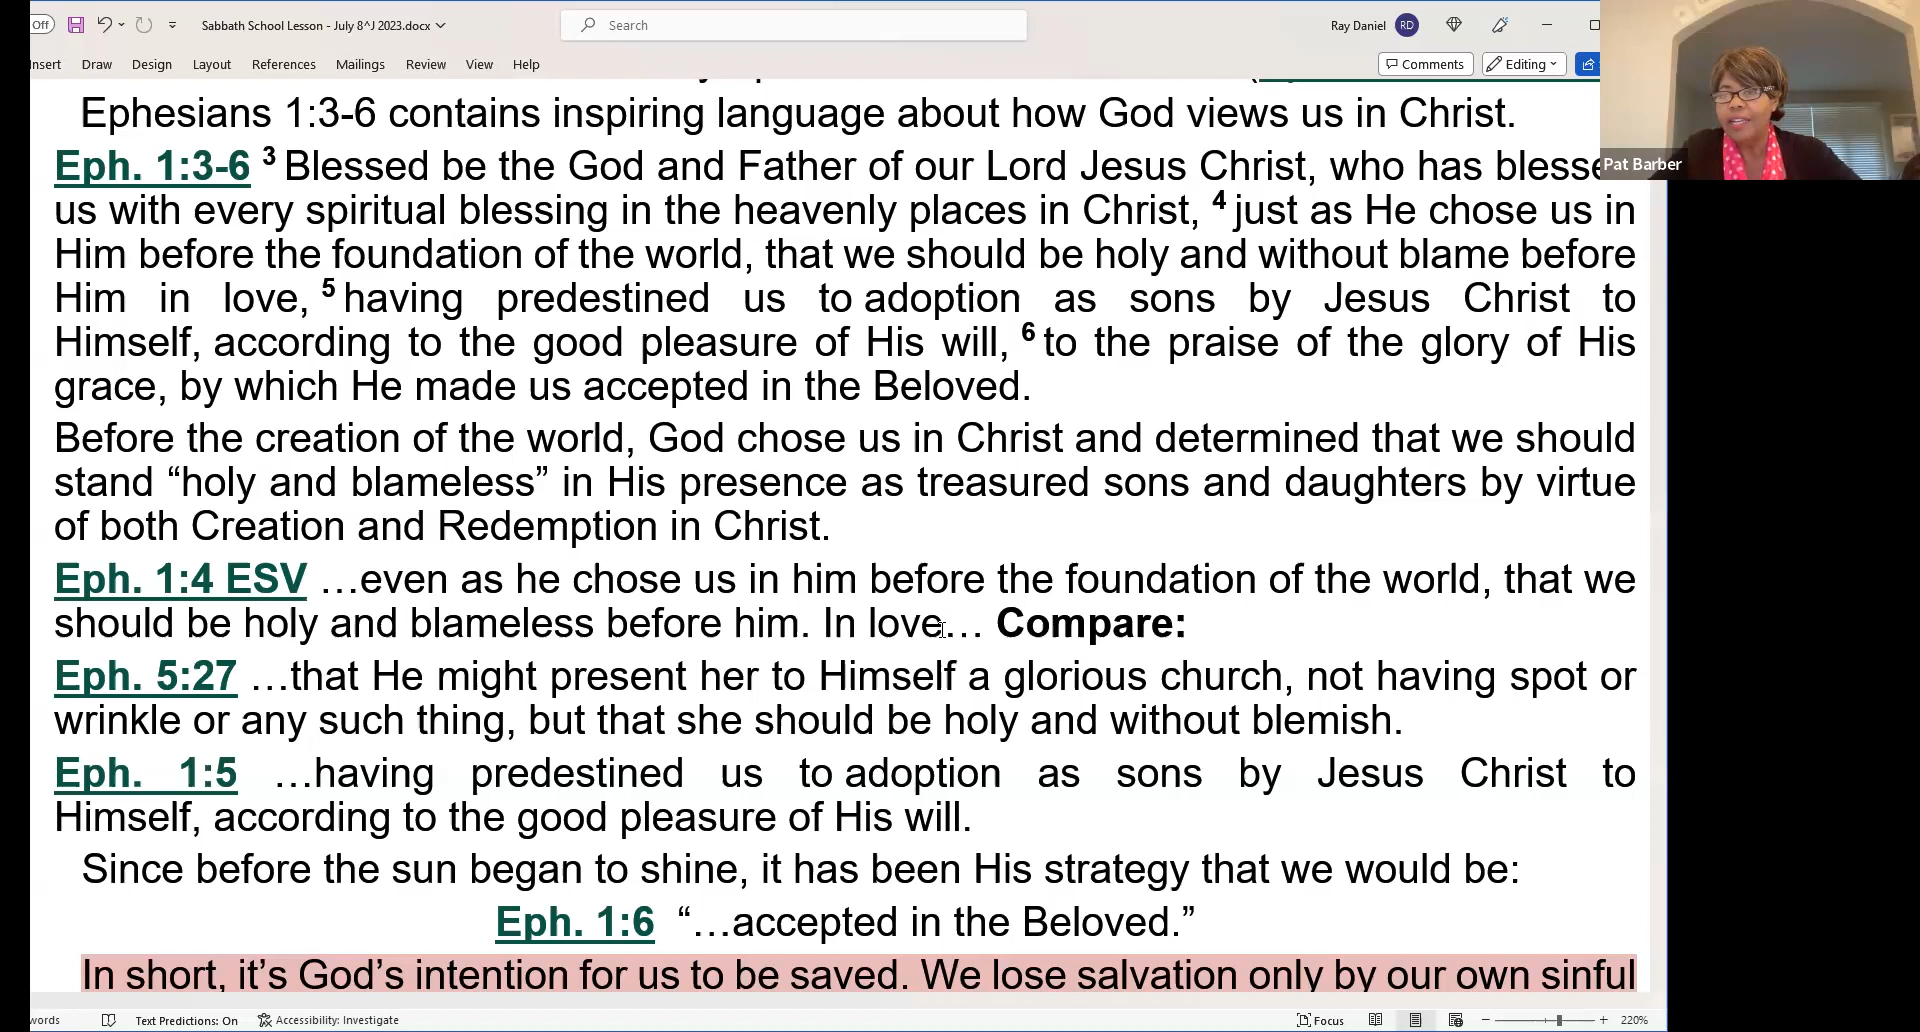 Off
Sabbath School Lesson - July 8^J 2023.docx
Search
Ray Daniel
RD
Insert Draw Design Layout References Mailings Review View Help
Comments
Editing
Ephesians 1:3-6 contains inspiring language about how God views us in Christ.
Pat Barber
Eph. 1:3-6 3 Blessed be the God and Father of our Lord Jesus Christ, who has blesse
us with every spiritual blessing in the heavenly places in Christ, 4 just as He chose us in
Him before the foundation of the world, that we should be holy and without blame before
Him in love, 5 having predestined us to adoption as sons by Jesus Christ to
Himself, according to the good pleasure of His will, 6 to the praise of the glory of His
grace, by which He made us accepted in the Beloved.
Before the creation of the world, God chose us in Christ and determined that we should
stand “holy and blameless” in His presence as treasured sons and daughters by virtue
of both Creation and Redemption in Christ.
Eph. 1:4 ESV …even as he chose us in him before the foundation of the world, that we
should be holy and blameless before him. In love… Compare:
Eph. 5:27 …that He might present her to Himself a glorious church, not having spot or
wrinkle or any such thing, but that she should be holy and without blemish.
Eph. 1:5 …having predestined us to adoption as sons by Jesus Christ to
Himself, according to the good pleasure of His will.
Since before the sun began to shine, it has been His strategy that we would be:
Eph. 1:6 “…accepted in the Beloved.”
In short, it’s God’s intention for us to be saved. We lose salvation only by our own sinful
words
Text Predictions: On
Accessibility: Investigate
Focus
220%